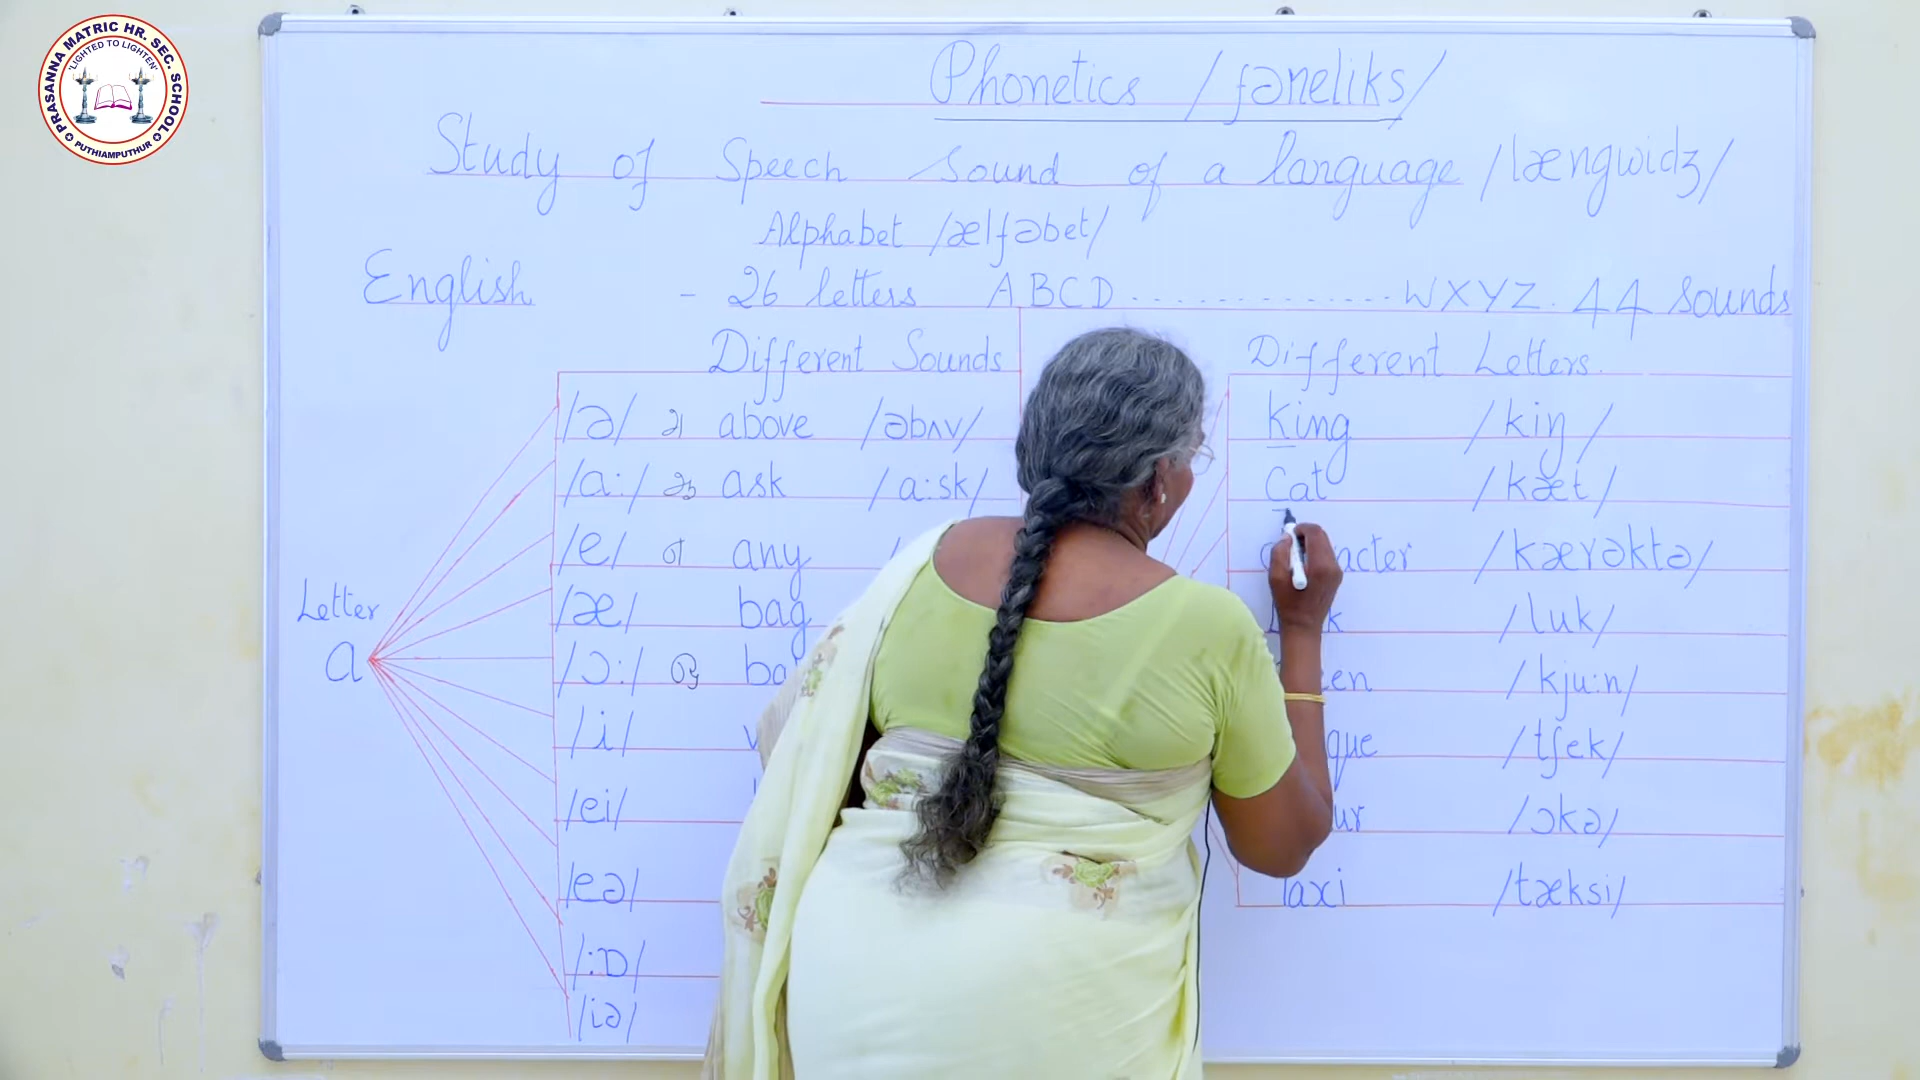 PRASANNA MATRIC HR. SEC. SCHOOL
"LIGHTED TO LIGHTEN"
PUTHIAMPUTHUR
Phonetics /fəneliks/
Study of Speech Sound of a language /længwidʒ/
Alphabet /ælfəbet/
English - 26 letters A B C D ............. W X Y Z. 44 Sounds
Different Sounds
/ə/ அ above /əbʌv/
/a:/ ஆ ask /a:sk/
/e/ எ any /
/æ/ bag
/ɔ:/ ஒ
/i/
/ei/
/eə/
/:D/
/iə/
Letter
a
Different Letters.
King /kiŋ/
Cat /kæt/
/kærəktə/
/luk/
/kju:n/
/tʃek/
/ɔkə/
Taxi /tæksi/